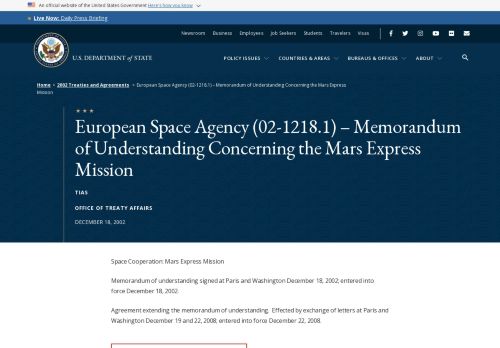 An official website of the United States Government Here's how you know
Live Now: Daily Press Briefing
Newsroom Business Employees Job Seekers Students Travelers Visas
U.S. DEPARTMENT of STATE
POLICY ISSUES COUNTRIES & AREAS BUREAUS & OFFICES ABOUT
Home > 2002 Treaties and Agreements > European Space Agency (02-1218.1) – Memorandum of Understanding Concerning the Mars Express
Mission
European Space Agency (02-1218.1) – Memorandum
of Understanding Concerning the Mars Express
Mission
TIAS
OFFICE OF TREATY AFFAIRS
DECEMBER 18, 2002
Space Cooperation: Mars Express Mission
Memorandum of understanding signed at Paris and Washington December 18, 2002; entered into
force December 18, 2002.
Agreement extending the memorandum of understanding. Effected by exchange of letters at Paris and
Washington December 19 and 22, 2008; entered into force December 22, 2008.